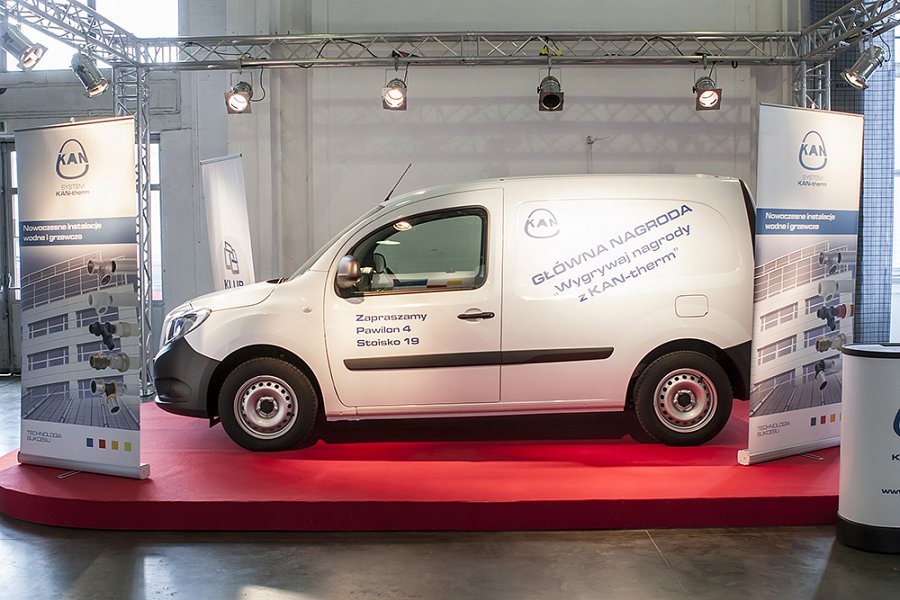 KAN
SYSTEM
KAN-therm
Nowoczesne instalacje
wodne i grzewcze
TECHNOLOGIA
SUKCESU
KLUB
KAN
GŁÓWNA NAGRODA
„Wygrywaj nagrody
z KAN-therm"
Zapraszamy
Pawilon 4
Stoisko 19
KAN
SYSTEM
KAN-therm
Nowoczesne instalacje
wodne i grzewcze
TECHNOLOGIA
SUKCESU